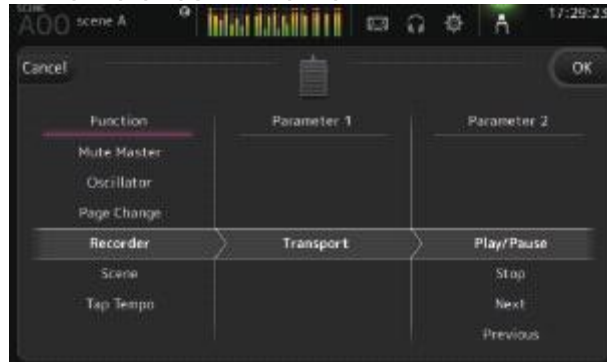 SCENE
A00 scene A
17:29:23
Cancel
OK
Function Parameter 1 Parameter 2
Mute Master
Oscillator
Page Change
Recorder Transport Play/Pause
Scene Stop
Tap Tempo Next
Previous